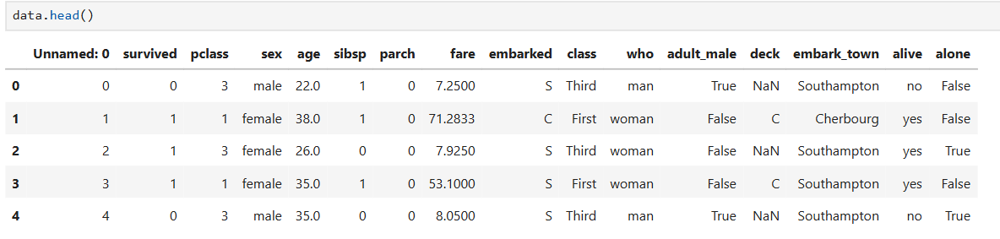 data.head()
Unnamed: 0 survived pclass sex age sibsp parch fare embarked class who adult_male deck embark_town alive alone
0 0 0 3 male 22.0 1 0 7.2500 S Third man True NaN Southampton no False
1 1 1 1 female 38.0 1 0 71.2833 C First woman False C Cherbourg yes False
2 2 1 3 female 26.0 0 0 7.9250 S Third woman False NaN Southampton yes True
3 3 1 1 female 35.0 1 0 53.1000 S First woman False C Southampton yes False
4 4 0 3 male 35.0 0 0 8.0500 S Third man True NaN Southampton no True